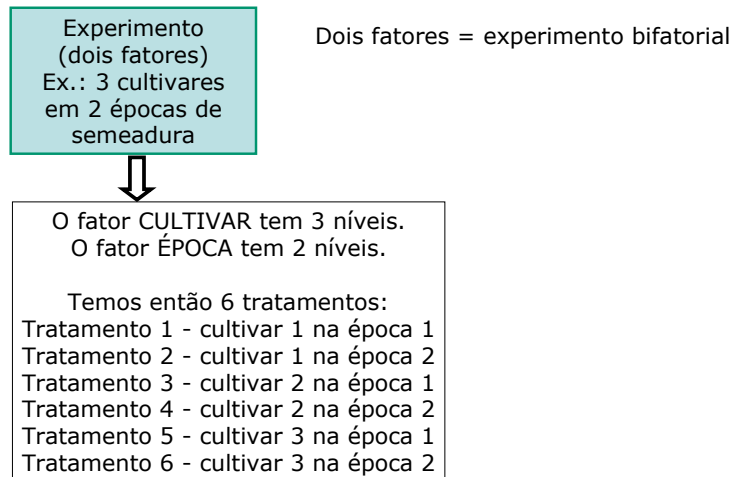 Experimento
(dois fatores)
Ex.: 3 cultivares
em 2 épocas de
semeadura
Dois fatores = experimento bifatorial
O fator CULTIVAR tem 3 níveis.
O fator ÉPOCA tem 2 níveis.
Temos então 6 tratamentos:
Tratamento 1 - cultivar 1 na época 1
Tratamento 2 - cultivar 1 na época 2
Tratamento 3 - cultivar 2 na época 1
Tratamento 4 - cultivar 2 na época 2
Tratamento 5 - cultivar 3 na época 1
Tratamento 6 - cultivar 3 na época 2